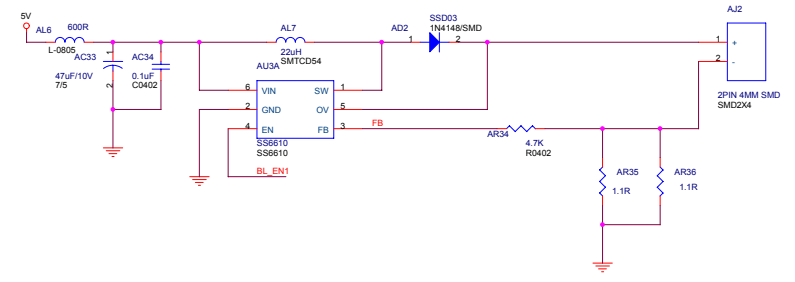 5V
AL6
600R
L-0805
AC33
1
2
47uF/10V
7/5
AC34
0.1uF
C0402
AL7
22uH
SMTCD54
AU3A
6
VIN
SW
1
2
GND
OV
5
4
EN
FB
3
SS6610
SS6610
BL_EN1
FB
AD2
SSD03
1N4148/SMD
1
2
AR34
4.7K
R0402
AR35
1.1R
AR36
1.1R
AJ2
1
+
2
-
2PIN 4MM SMD
SMD2X4